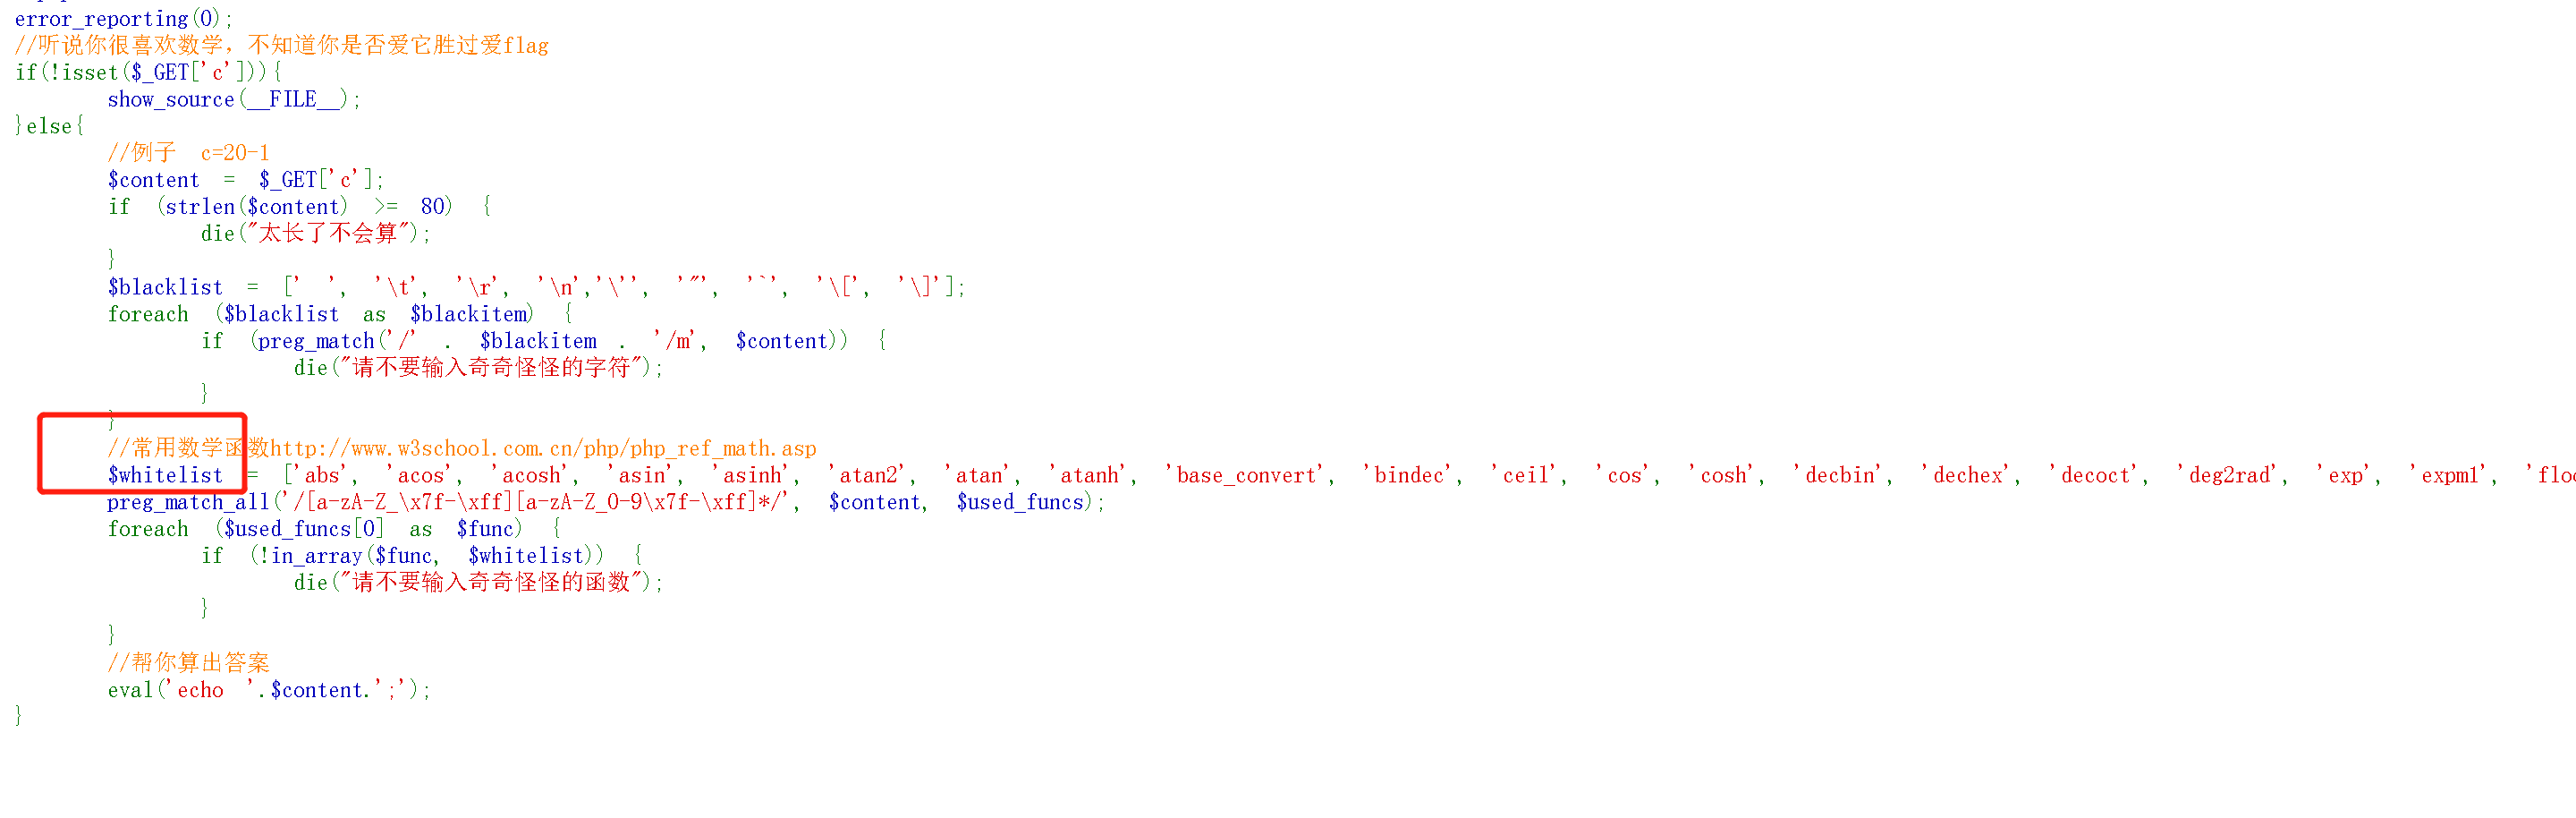 error_reporting(0);
//听说你很喜欢数学，不知道你是否爱它胜过爱flag
if(!isset($_GET['c'])){
show_source(__FILE__);
}else{
//例子 c=20-1
$content = $_GET['c'];
if (strlen($content) >= 80) {
die("太长了不会算");
}
$blacklist = [' ', '\t', '\r', '\n','\'', '"', '`', '\[', '\]'];
foreach ($blacklist as $blackitem) {
if (preg_match('/' . $blackitem . '/m', $content)) {
die("请不要输入奇奇怪怪的字符");
}
}
//常用数学函数http://www.w3school.com.cn/php/php_ref_math.asp
$whitelist = ['abs', 'acos', 'acosh', 'asin', 'asinh', 'atan2', 'atan', 'atanh', 'base_convert', 'bindec', 'ceil', 'cos', 'cosh', 'decbin', 'dechex', 'decoct', 'deg2rad', 'exp', 'expm1', 'floo
preg_match_all('/[a-zA-Z_\x7f-\xff][a-zA-Z_0-9\x7f-\xff]*/', $content, $used_funcs);
foreach ($used_funcs[0] as $func) {
if (!in_array($func, $whitelist)) {
die("请不要输入奇奇怪怪的函数");
}
}
//帮你算出答案
eval('echo '.$content.';');
}